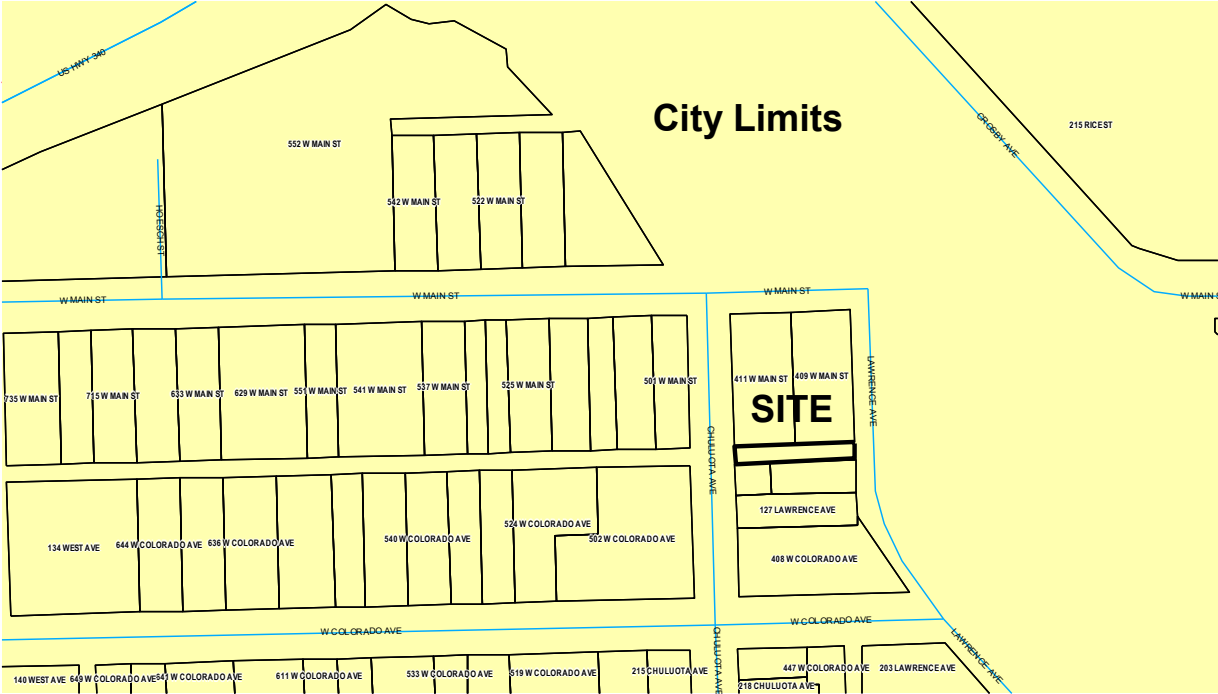 US HWY 340
City Limits
CROSBY AVE
215 RICE ST
552 W MAIN ST
542 W MAIN ST
522 W MAIN ST
HOESCH ST
W MAIN ST
W MAIN ST
W MAIN ST
W MAIN S
735 W MAIN ST
715 W MAIN ST
633 W MAIN ST
629 W MAIN ST
551 W MAIN ST
541 W MAIN ST
537 W MAIN ST
525 W MAIN ST
501 W MAIN ST
411 W MAIN ST
409 W MAIN ST
LAWRENCE AVE
SITE
CHULUOTA AVE
127 LAWRENCE AVE
134 WEST AVE
644 W COLORADO AVE
636 W COLORADO AVE
540 W COLORADO AVE
524 W COLORADO AVE
502 W COLORADO AVE
408 W COLORADO AVE
W COLORADO AVE
W COLORADO AVE
CHULUOTA AVE
LAWRENCE AVE
140 WEST AVE
649 W COLORADO AVE
641 W COLORADO AVE
611 W COLORADO AVE
533 W COLORADO AVE
519 W COLORADO AVE
215 CHULUOTA AVE
447 W COLORADO AVE
203 LAWRENCE AVE
218 CHULUOTA AVE